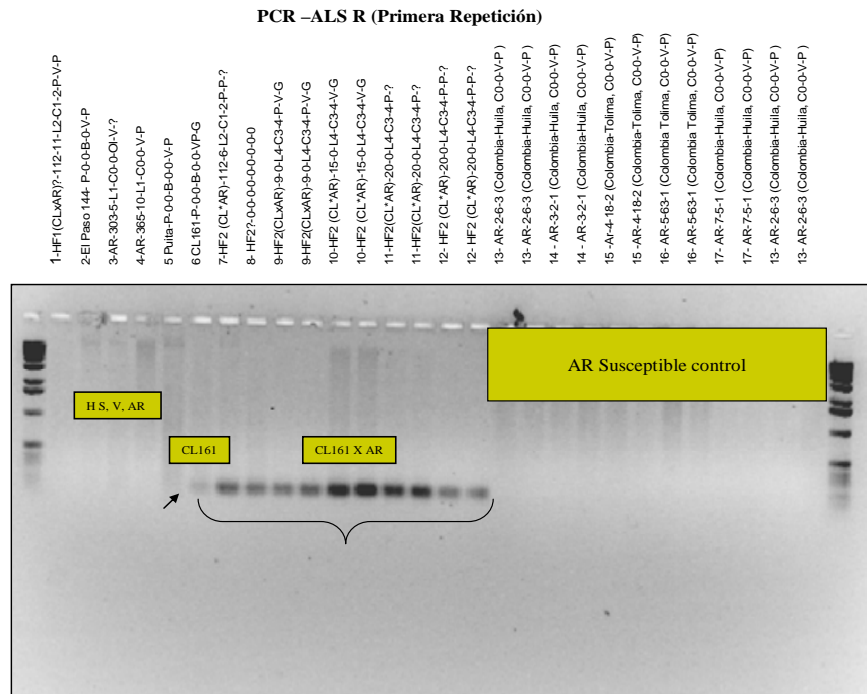 PCR –ALS R (Primera Repetición)
1-HF1(CLxAR)?-112-11-L2-C1-2-P-V-P
2-El Paso 144- P-0-0-B-0-V-P
3-AR-303-5-L1-C0-0-Ol-V-?
4-AR-365-10-L1-C0-0 V-P
5 Puita-P-0-0-B-0-0-V-P
6 CL161-P-0-0-B-0-0-VP-G
7-HF2 (CL*AR)-112-6-L2-C1-2-P-P-?
8- HF2?-0-0-0-0-0-0-0-0
9-HF2(CLxAR)-9-0-L4-C3-4-P-V-G
9-HF2(CLxAR)-9-0-L4-C3-4-P-V-G
10-HF2 (CL*AR)-15-0-L4-C3-4-V-G
10-HF2 (CL*AR)-15-0-L4-C3-4-V-G
11-HF2(CL*AR)-20-0-L4-C3-4-P-?
11-HF2(CL*AR)-20-0-L4-C3-4-P-?
12- HF2 (CL*AR)-20-0-L4-C3-4-P-P-?
12- HF2 (CL*AR)-20-0-L4-C3-4-P-P-?
13- AR-2-6-3 (Colombia-Huila, C0-0-V-P )
13- AR-2-6-3 (Colombia-Huila, C0-0-V-P )
14 - AR-3-2-1 (Colombia-Huila, C0-0-V-P)
14 - AR-3-2-1 (Colombia-Huila, C0-0-V-P)
15 -Ar-4-18-2 (Colombia-Tolima, C0-0-V-P)
15 -AR-4-18-2 (Colombia-Tolima, C0-0-V-P)
16- AR-5-63-1 (Colombia Tolima, C0-0-V-P)
16- AR-5-63-1 (Colombia Tolima, C0-0-V-P)
17- AR-7-5-1 (Colombia-Huila, C0-0-V-P)
17- AR-7-5-1 (Colombia-Huila, C0-0-V-P)
13- AR-2-6-3 (Colombia-Huila, C0-0-V-P )
13- AR-2-6-3 (Colombia-Huila, C0-0-V-P )
AR Susceptible control
H S, V, AR
CL161
CL161 X AR